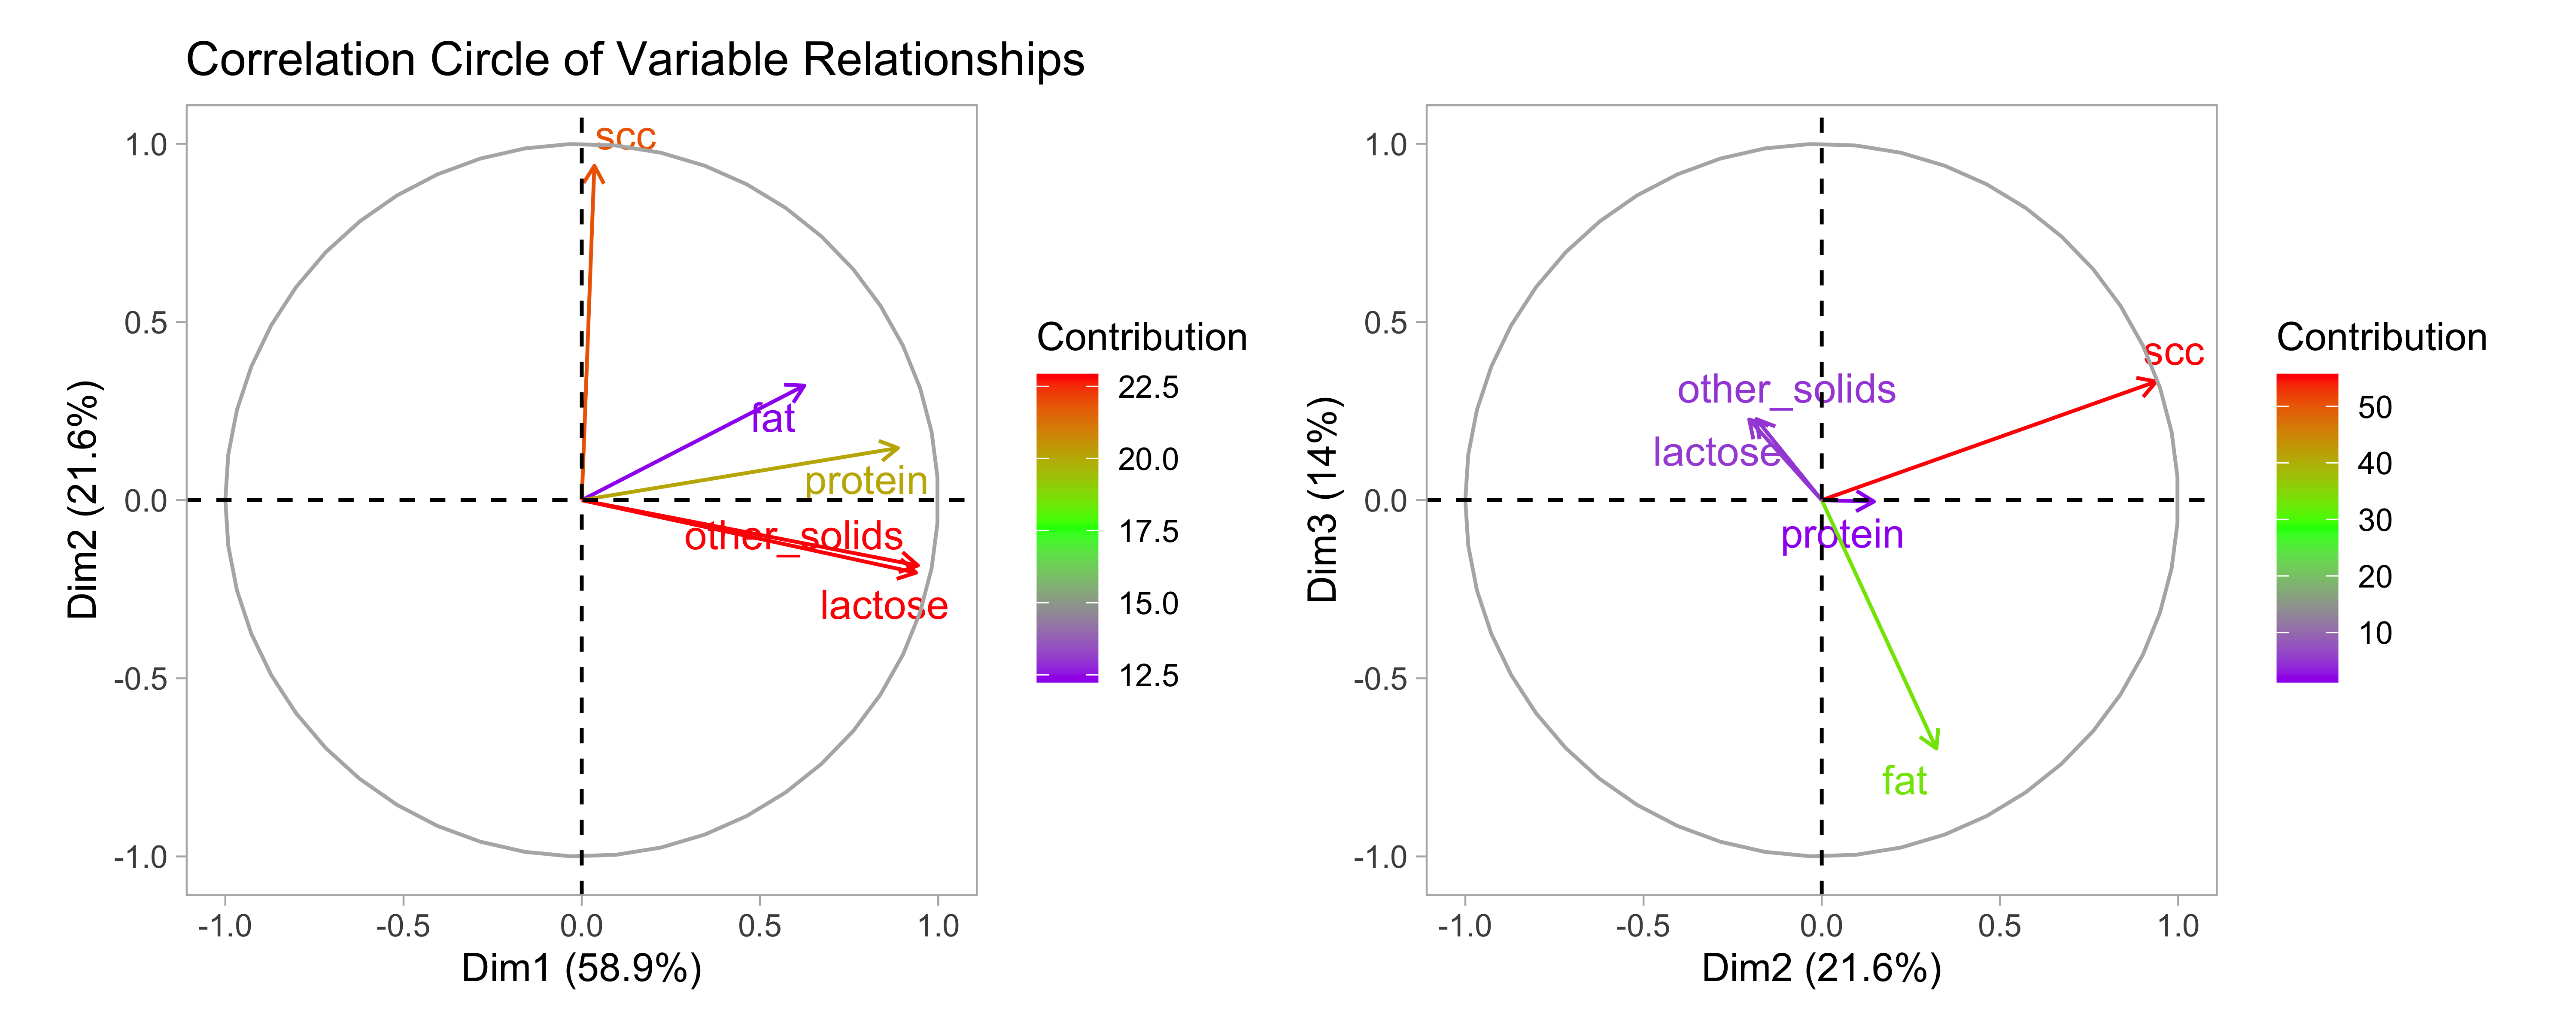 Correlation Circle of Variable Relationships
Dim2 (21.6%)
1.0
0.5
0.0
-0.5
-1.0
scc
fat
protein
other_solids
lactose
-1.0
-0.5
0.0
0.5
1.0
Dim1 (58.9%)
Contribution
22.5
20.0
17.5
15.0
12.5
Dim3 (14%)
1.0
0.5
0.0
-0.5
-1.0
scc
other_solids
lactose
protein
fat
-1.0
-0.5
0.0
0.5
1.0
Dim2 (21.6%)
Contribution
50
40
30
20
10